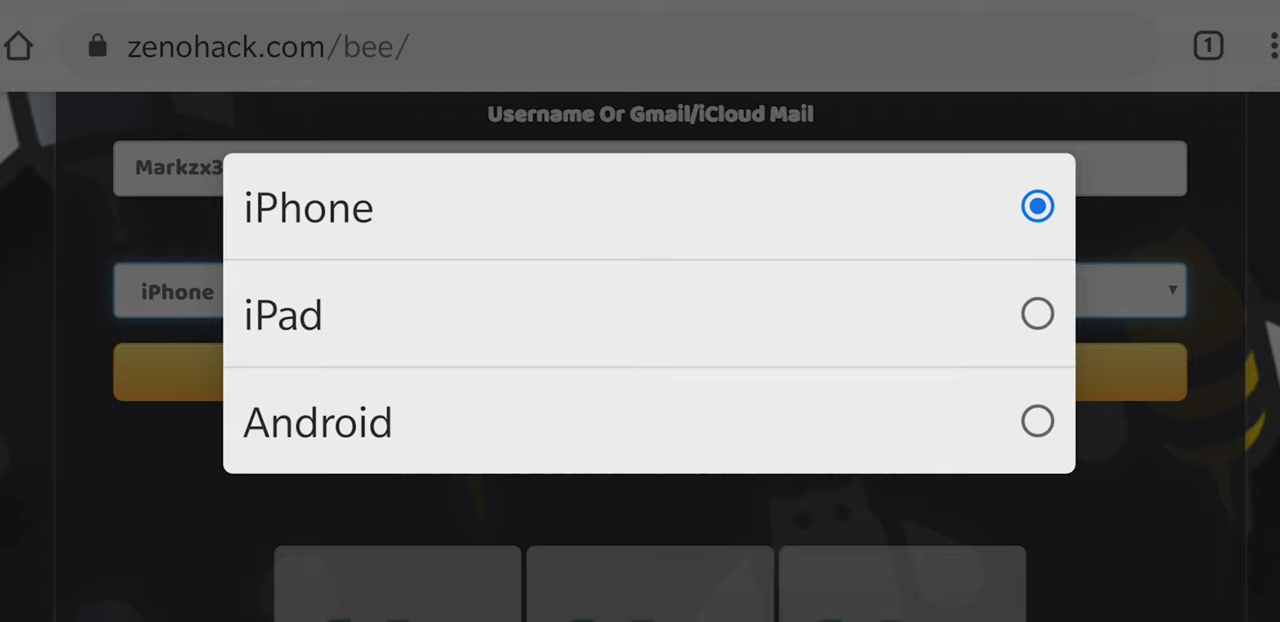 zenohack.com/bee/
1
Username Or Gmail/iCloud Mail
Markzx3
iPhone
iPhone
iPad
Android